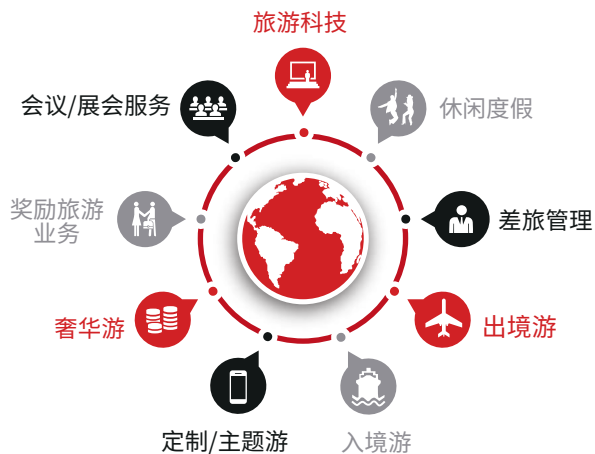 旅游科技
会议/展会服务
休闲度假
奖励旅游
业务
差旅管理
奢华游
出境游
定制/主题游
入境游